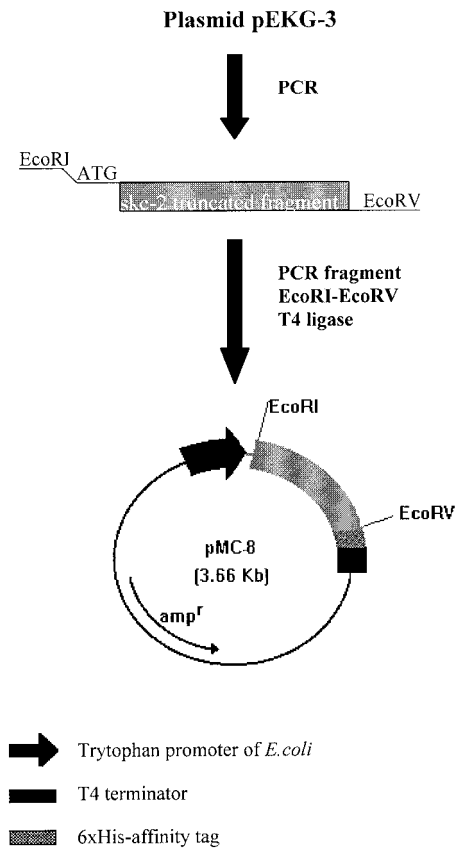 Plasmid pEKG-3
PCR
EcoRI
ATG
skc-2 truncated fragment
EcoRV
PCR fragment
EcoRI-EcoRV
T4 ligase
EcoRI
EcoRV
pMC-8
(3.66 Kb)
ampr
Trytophan promoter of E.coli
T4 terminator
6xHis-affinity tag